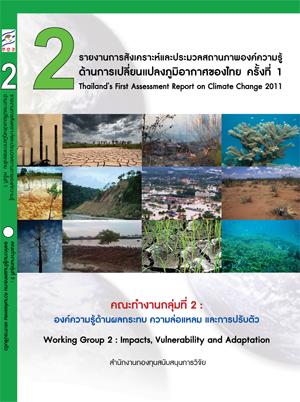 2
รายงานการสังเคราะห์และประมวลสถานภาพองค์ความรู้
ด้านการเปลี่ยนแปลงภูมิอากาศของไทย ครั้งที่ 1
Thailand's First Assessment Report on Climate Change 2011
คณะทำงานกลุ่มที่ 2 :
องค์ความรู้ด้านผลกระทบ ความล่อแหลม และการปรับตัว
Working Group 2 : Impacts, Vulnerability and Adaptation
สำนักงานกองทุนสนับสนุนการวิจัย
2